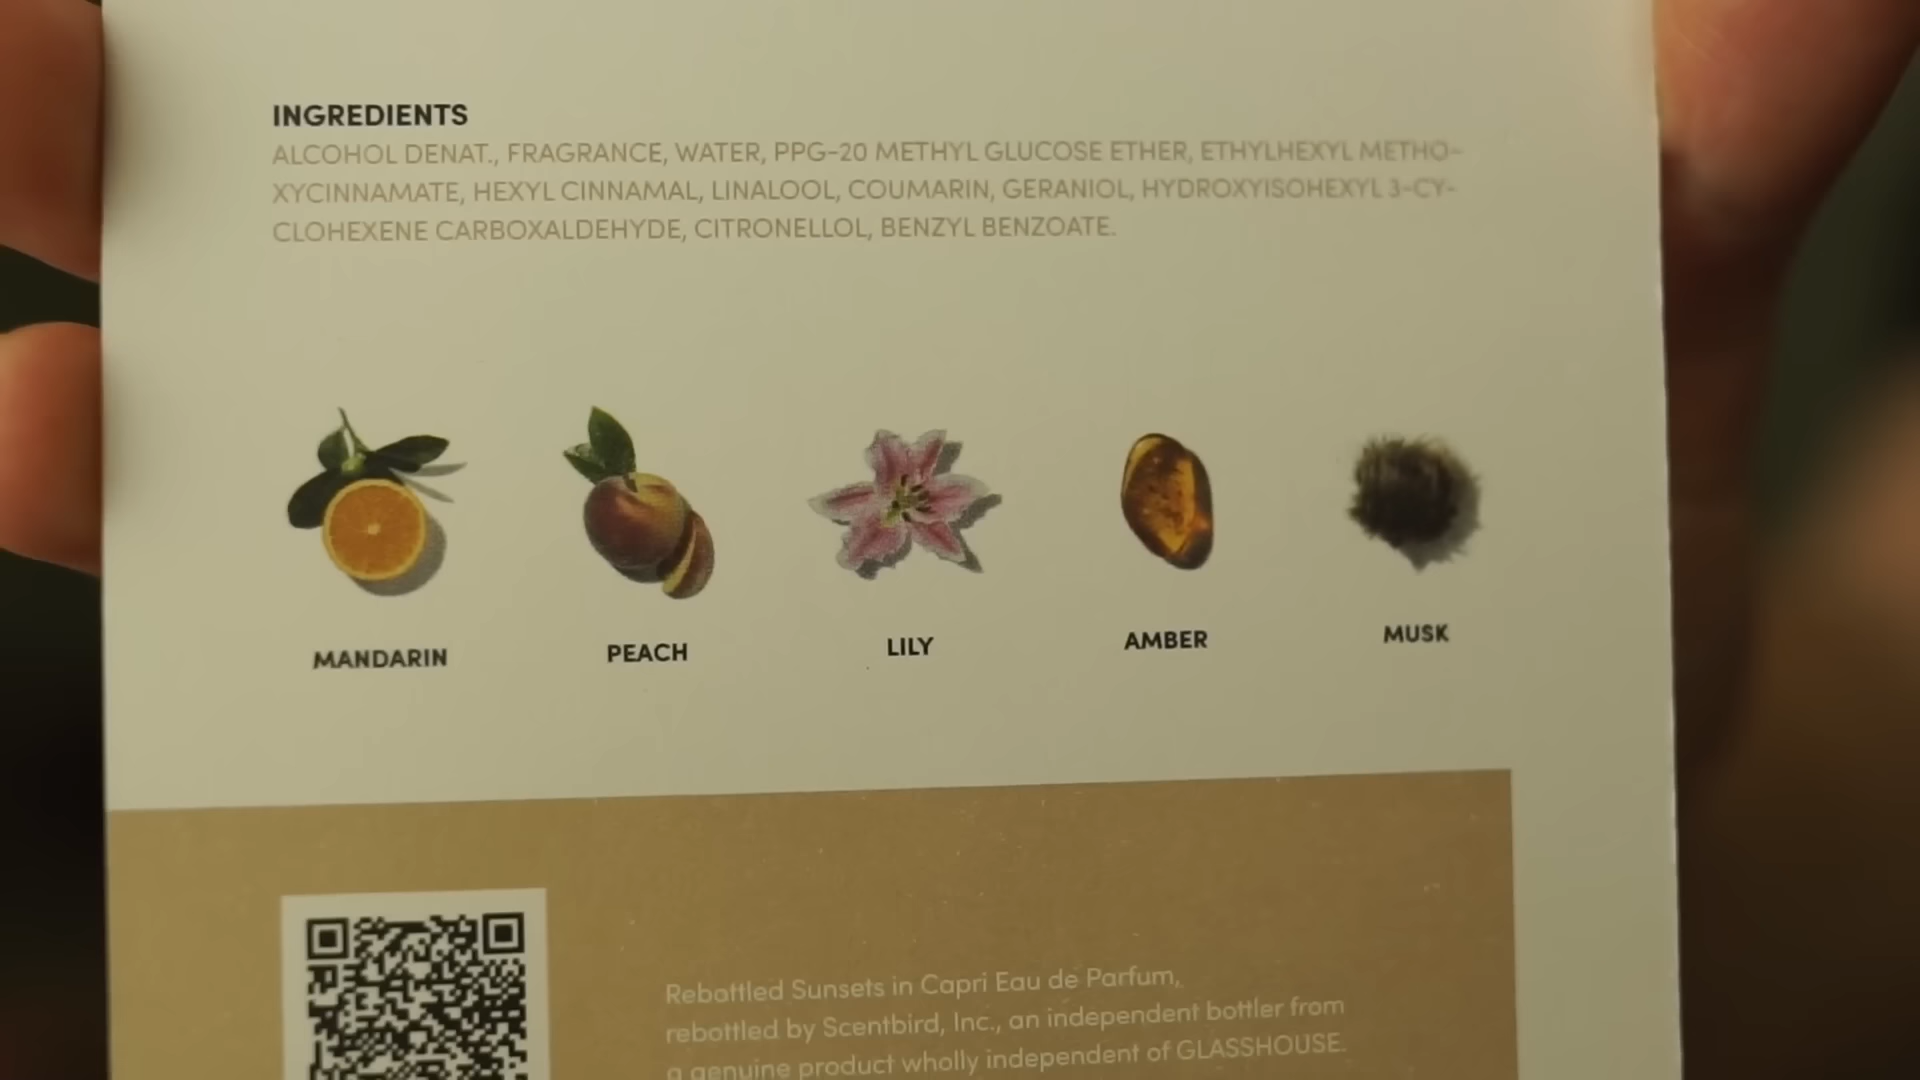 INGREDIENTS
ALCOHOL DENAT., FRAGRANCE, WATER, PPG-20 METHYL GLUCOSE ETHER, ETHYLHEXYL METHO-
XYCINNAMATE, HEXYL CINNAMAL, LINALOOL, COUMARIN, GERANIOL, HYDROXYISOHEXYL 3-CY-
CLOHEXENE CARBOXALDEHYDE, CITRONELLOL, BENZYL BENZOATE.
MANDARIN
PEACH
LILY
AMBER
MUSK
Rebottled Sunsets in Capri Eau de Parfum,
rebottled by Scentbird, Inc., an independent bottler from
a genuine product wholly independent of GLASSHOUSE.